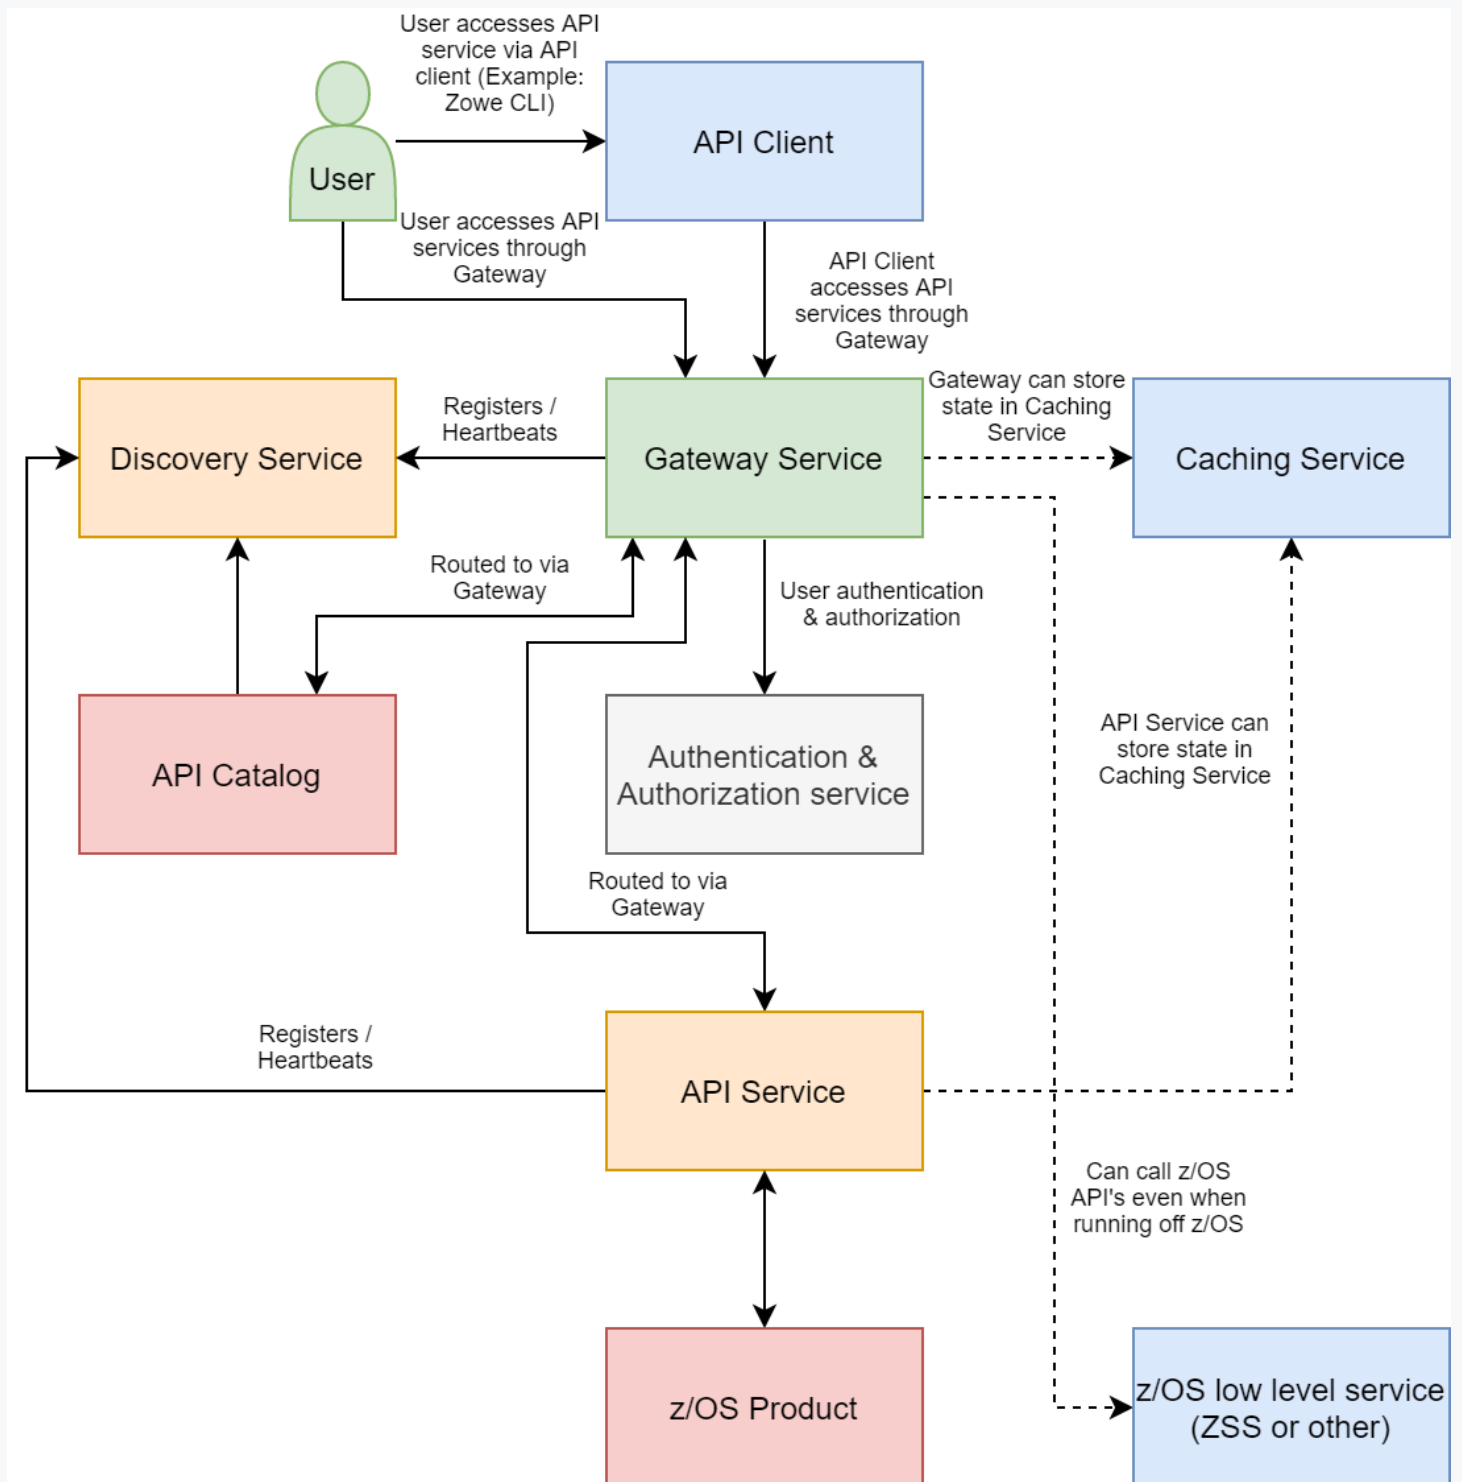 User accesses API
service via API
client (Example:
Zowe CLI)
User
API Client
User accesses API
services through
Gateway
API Client
accesses API
services through
Gateway
Discovery Service
Registers /
Heartbeats
Gateway Service
Gateway can store
state in Caching
Service
Caching Service
Routed to via
Gateway
User authentication
& authorization
API Catalog
Authentication &
Authorization service
API Service can
store state in
Caching Service
Routed to via
Gateway
Registers /
Heartbeats
API Service
Can call z/OS
API's even when
running off z/OS
z/OS Product
z/OS low level service
(ZSS or other)